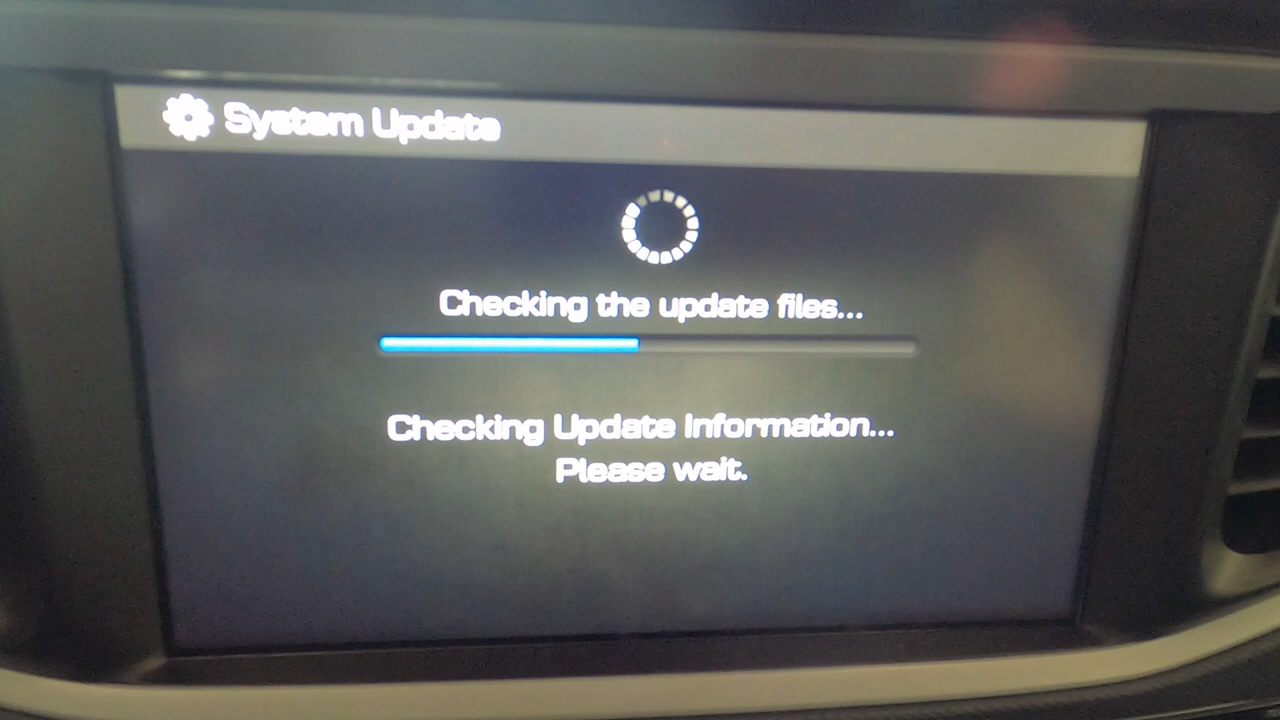 System Update
Checking the update files...
Checking Update Information...
Please wait.